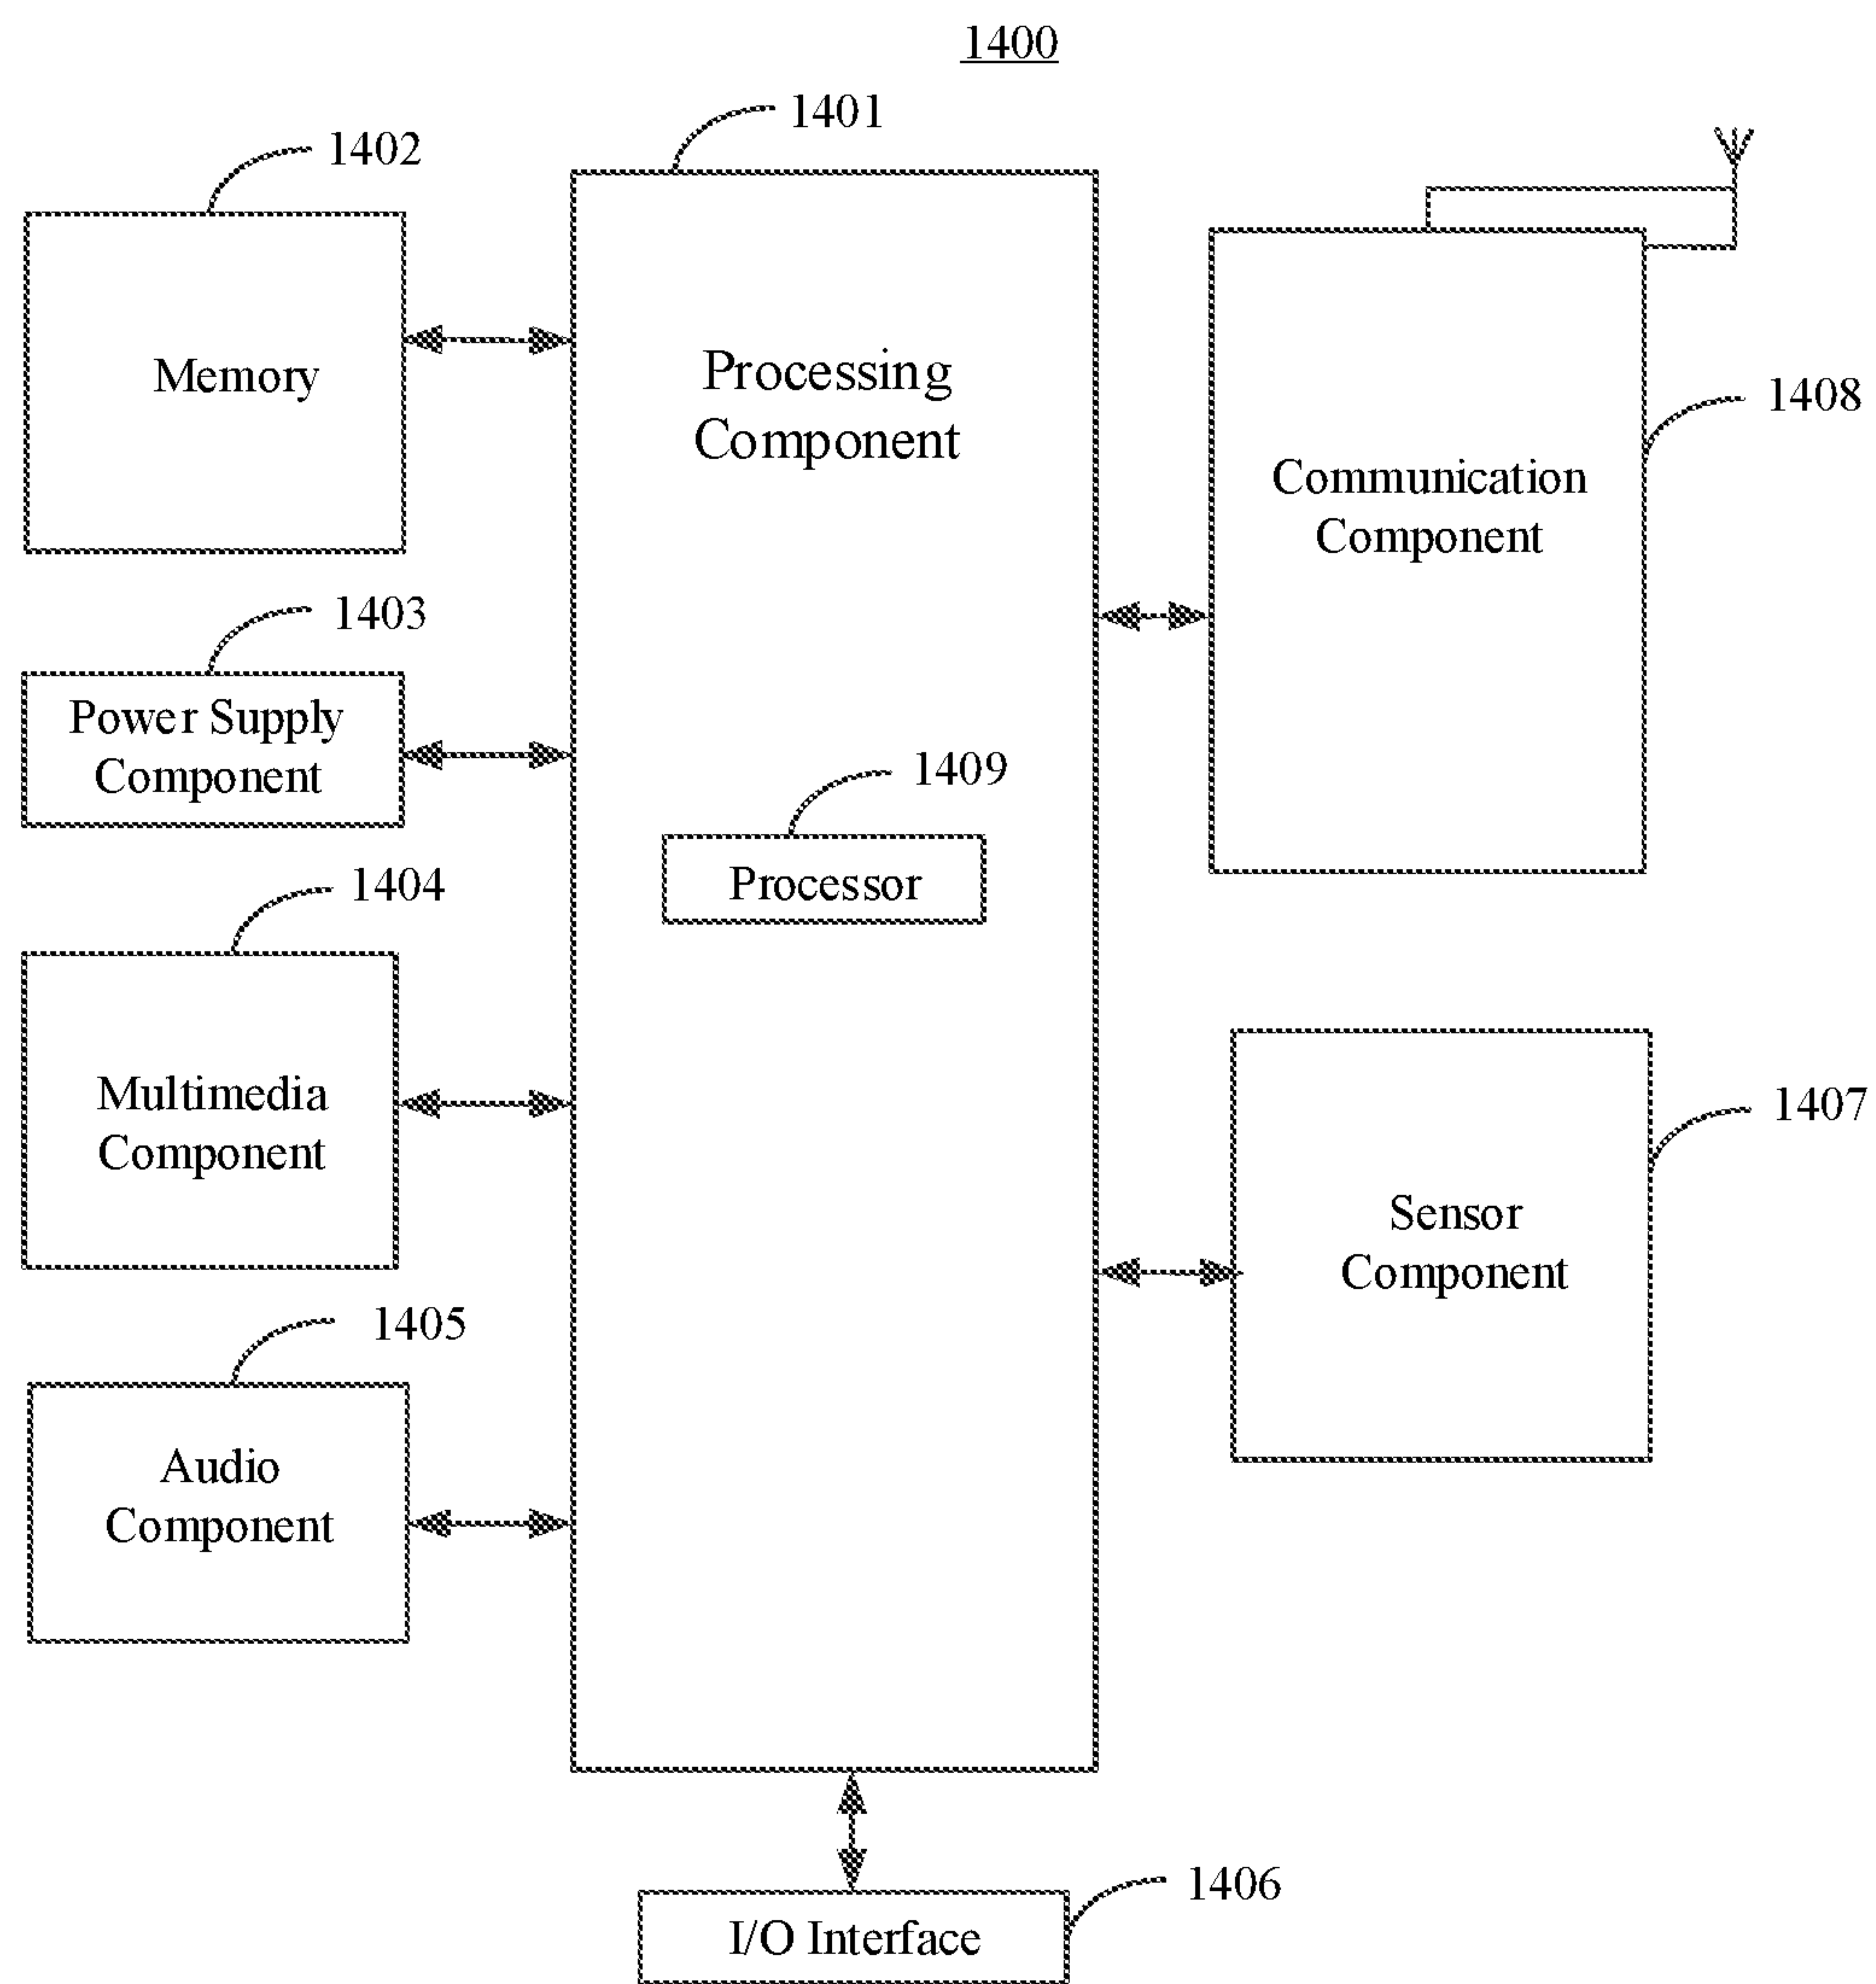 1400
1401
1402
Memory
Processing
Component
1408
Communication
Component
1403
Power Supply
Component
1409
Processor
1404
Multimedia
Component
1407
Sensor
Component
1405
Audio
Component
1406
I/O Interface